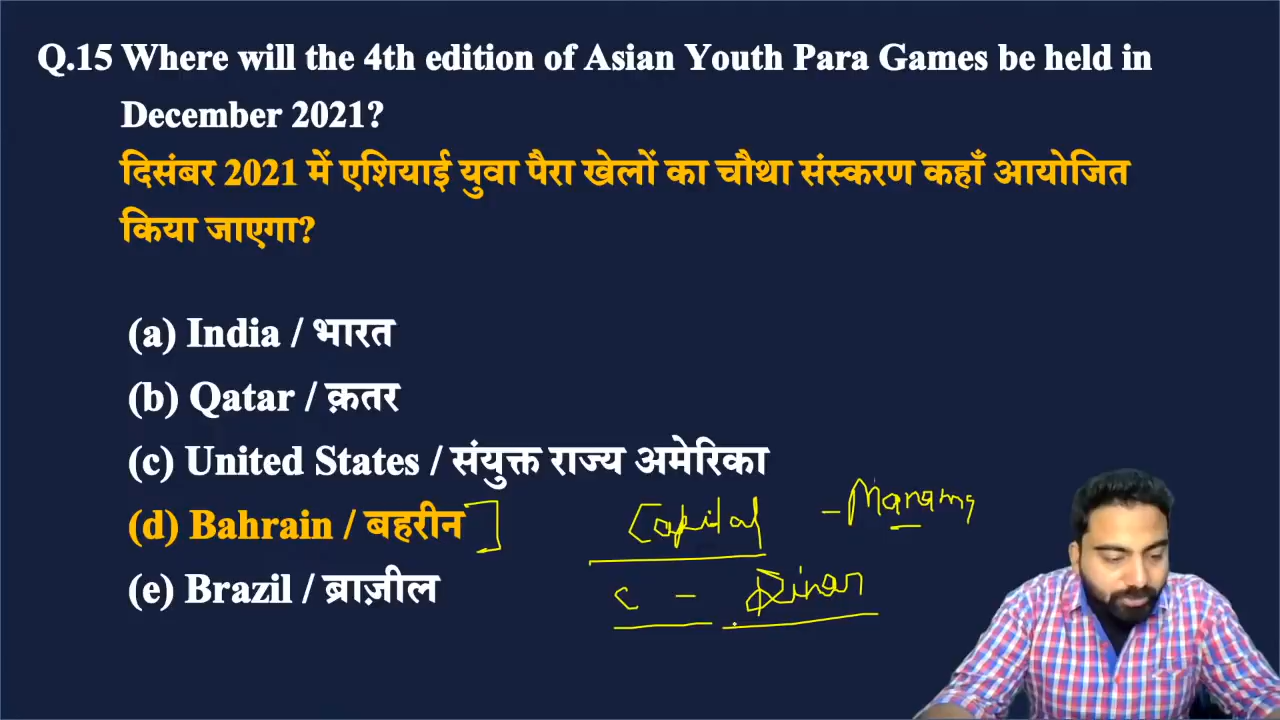 Q.15 Where will the 4th edition of Asian Youth Para Games be held in
December 2021?
दिसंबर 2021 में एशियाई युवा पैरा खेलों का चौथा संस्करण कहाँ आयोजित
किया जाएगा?
(a) India / भारत
(b) Qatar / क़तर
(c) United States / संयुक्त राज्य अमेरिका
(d) Bahrain / बहरीन
Capital - Manama
(e) Brazil / ब्राज़ील
C - Dinar